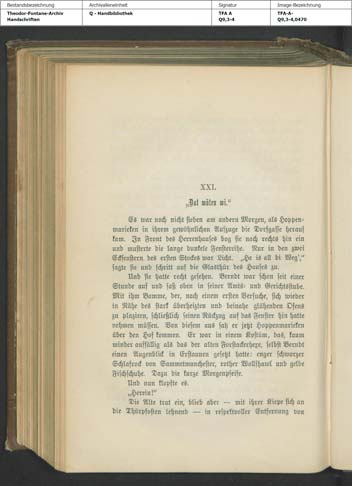 Bestandsbezeichnung
Archivalieneinheit
Signatur
Image-Bezeichnung
Theodor-Fontane-Archiv
Handschriften
Q - Handbibliothek
TFA A
Q9,3-4
TFA-A-
Q9,3-4,0470
XXI.
„Dat möten wi.“
Es war noch nicht sieben am andern Morgen, als Hoppen-
marieken in ihrem gewöhnlichen Aufzuge die Dorfgasse herauf
kam. In Front des Herrenhauses bog sie nach rechts hin ein
und musterte die lange dunkele Fensterreihe. Nur in den zwei
Eckfenstern des ersten Stockes war Licht. „He is all bi Weg’,“
sagte sie und schritt auf die Glasthür des Hauses zu.
Und sie hatte recht gesehen. Berndt war schon seit einer
Stunde auf und saß oben in seiner Amts- und Gerichtsstube.
Mit ihm Bamme, der, nach einem ersten Versuche, sich wieder
in Nähe des stark überheizten und beinahe glühenden Ofens
zu plazieren, schließlich seinen Rückzug auf das Fenster hin hatte
nehmen müssen. Von diesem aus sah er jetzt Hoppenmarieken
über den Hof kommen. Er war in einem Kostüm, das, kaum
minder auffällig als das der alten Forstackerhexe, selbst Berndt
einen Augenblick in Erstaunen gesetzt hatte: enger schwarzer
Schlafrock von Sammetmanchester, rother Wollshawl und gelbe
Filzschuhe. Dazu die kurze Morgenpfeife.
Und nun klopfte es.
„Herein!“
Die Alte trat ein, blieb aber — mit ihrer Kiepe sich an
die Thürpfosten lehnend — in respektvoller Entfernung von